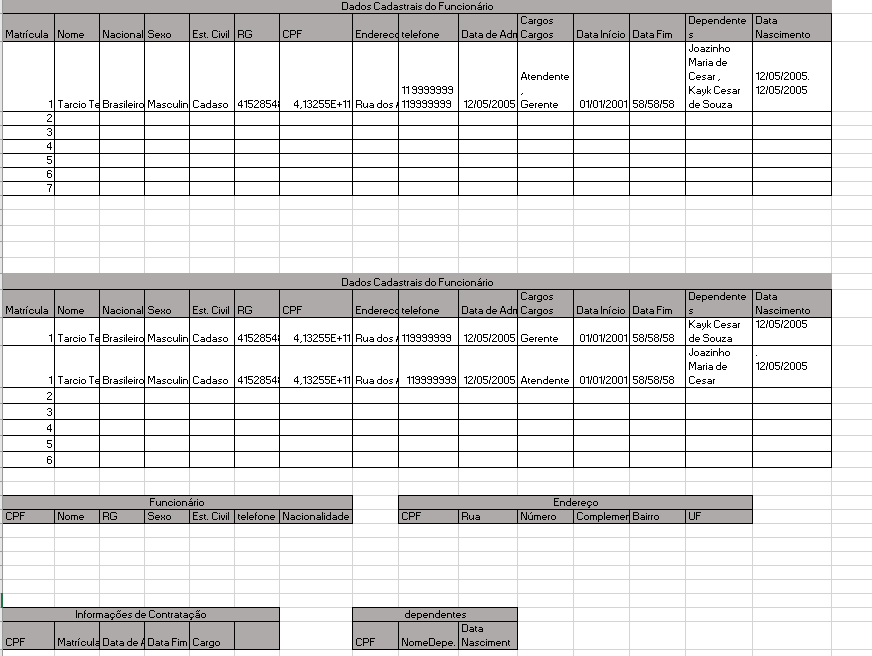 Dados Cadastrais do Funcionário
Matrícula Nome Nacional Sexo Est. Civil RG CPF Endereço telefone Data de Adm Cargos Cargos Data Início Data Fim Dependentes Data Nascimento
1 Tarcio Te Brasileiro Masculin Cadaso 4152854 4,13255E+11 Rua dos 119999999 119999999 12/05/2005 Atendente , Gerente 01/01/2001 58/58/58 Joazinho Maria de Cesar , Kayk Cesar de Souza 12/05/2005. 12/05/2005
2
3
4
5
6
7
Dados Cadastrais do Funcionário
Matrícula Nome Nacional Sexo Est. Civil RG CPF Endereço telefone Data de Adm Cargos Cargos Data Início Data Fim Dependentes Data Nascimento
1 Tarcio Te Brasileiro Masculin Cadaso 4152854 4,13255E+11 Rua dos 119999999 12/05/2005 Gerente 01/01/2001 58/58/58 Kayk Cesar de Souza 12/05/2005
1 Tarcio Te Brasileiro Masculin Cadaso 4152854 4,13255E+11 Rua dos 119999999 12/05/2005 Atendente 01/01/2001 58/58/58 Joazinho Maria de Cesar . 12/05/2005
2
3
4
5
6
Funcionário
CPF Nome RG Sexo Est. Civil telefone Nacionalidade
Endereço
CPF Rua Número Complemen Bairro UF
Informações de Contratação
CPF Matrícula Data de Data Fim Cargo
dependentes
CPF NomeDepe. Data Nasciment